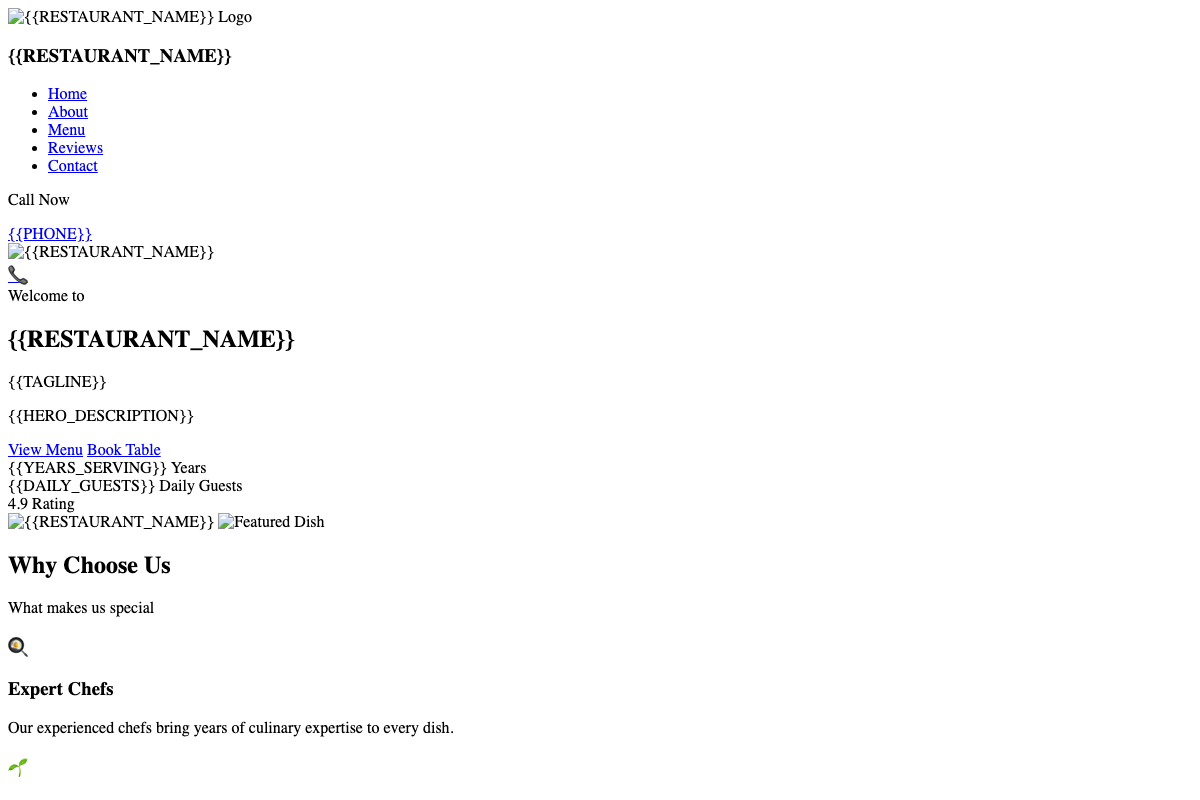 {{RESTAURANT_NAME}} Logo
{{RESTAURANT_NAME}}
Home
About
Menu
Reviews
Contact
Call Now
{{PHONE}}
{{RESTAURANT_NAME}}
Welcome to
{{RESTAURANT_NAME}}
{{TAGLINE}}
{{HERO_DESCRIPTION}}
View Menu Book Table
{{YEARS_SERVING}} Years
{{DAILY_GUESTS}} Daily Guests
4.9 Rating
{{RESTAURANT_NAME}} Featured Dish
Why Choose Us
What makes us special
Expert Chefs
Our experienced chefs bring years of culinary expertise to every dish.